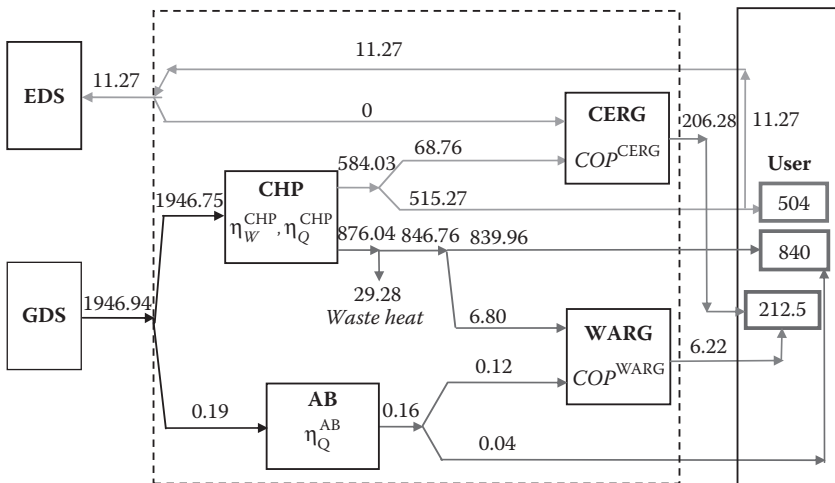 11.27
EDS
11.27
0
CERG
COP^CERG
206.28
11.27
User
68.76
584.03
CHP
η_W^CHP, η_Q^CHP
1946.75
515.27
504
876.04
846.76
839.96
840
29.28
Waste heat
GDS
1946.94
6.80
WARG
COP^WARG
212.5
6.22
0.12
AB
η_Q^AB
0.19
0.16
0.04